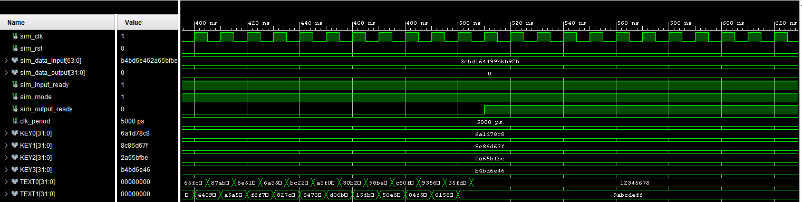 Name Value
400 ns 420 ns 440 ns 460 ns 480 ns 500 ns 520 ns 540 ns 560 ns 580 ns 600 ns 620 ns
sim_clk 1
sim_rst 0
sim_data_input[63:0] b4bd6e462a65bfbe
sim_data_output[31:0] 0 0
sim_input_ready 1
sim_mode 1
sim_output_ready 0
clk_period 5000 ps 5000 ps
KEY0[31:0] 6a1d78c8 6a1d78c8
KEY1[31:0] 8c86d67f 8c86d67f
KEY2[31:0] 2a65bfbe 2a65bfbe
KEY3[31:0] b4bd6e46 b4bd6e46
TEXT0[31:0] 00000000 12345678
TEXT1[31:0] 00000000 9abcdeff